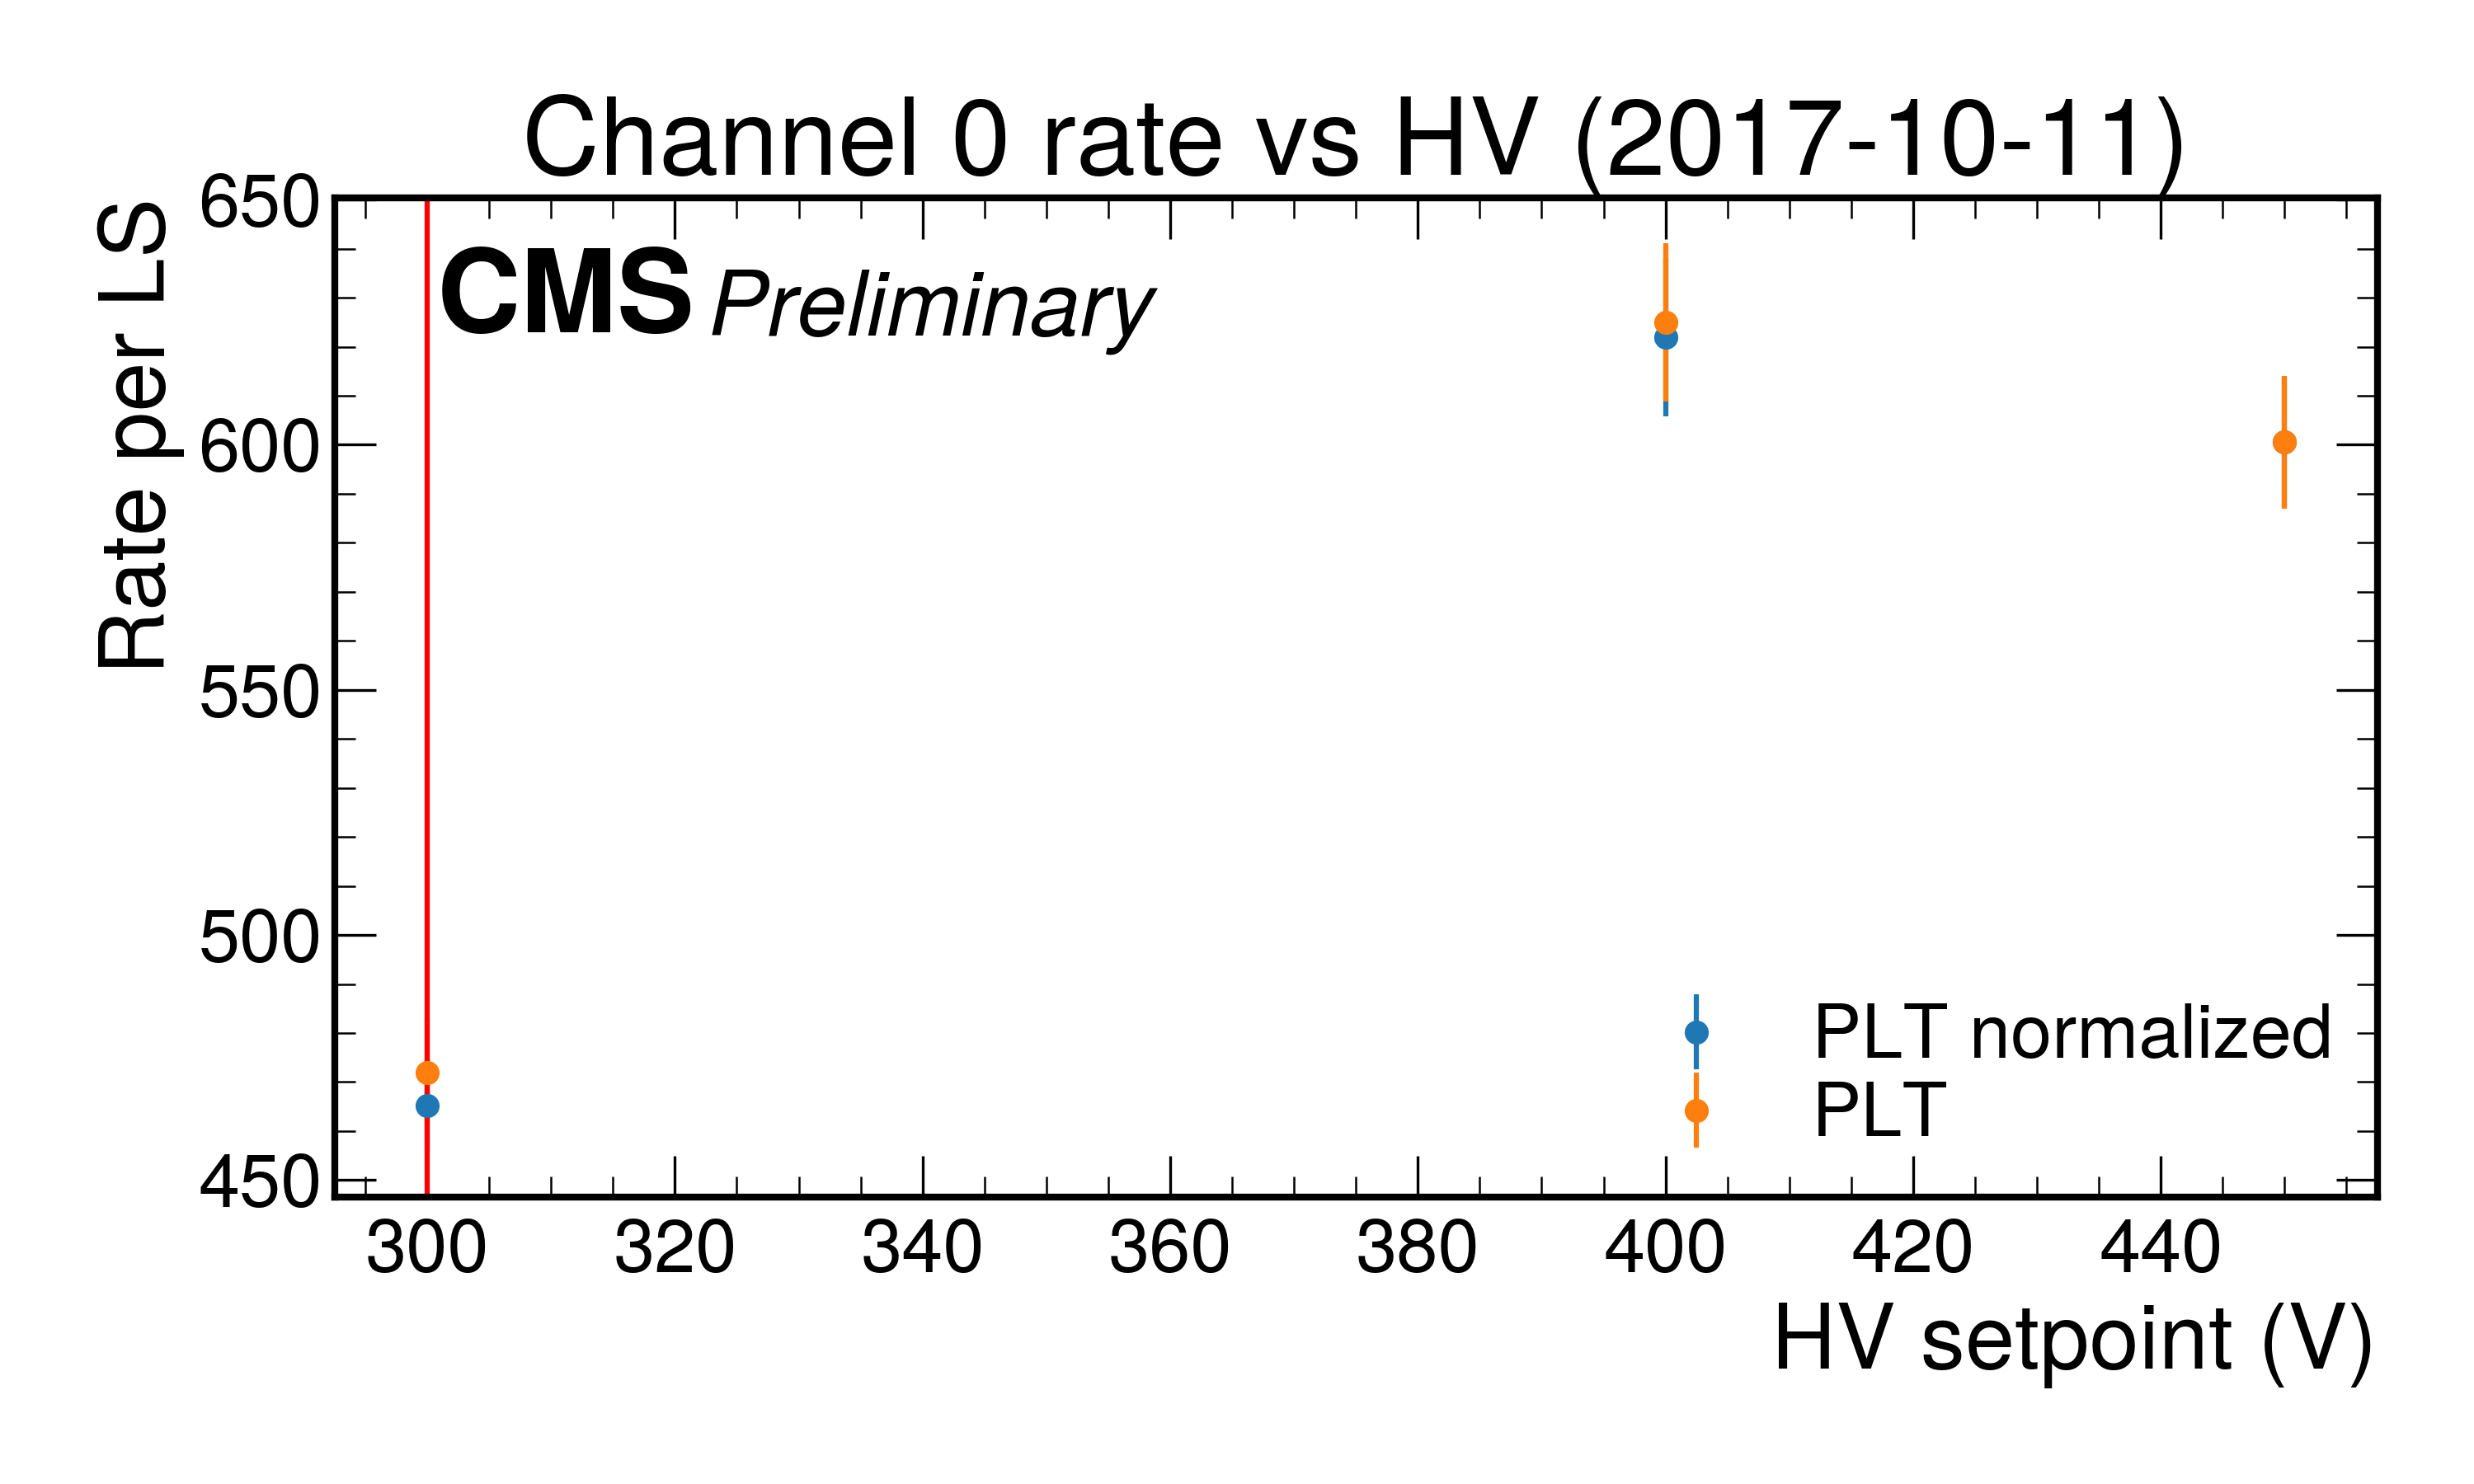 Channel 0 rate vs HV (2017-10-11)
CMS Preliminary
Rate per LS
650
600
550
500
450
PLT normalized
PLT
300 320 340 360 380 400 420 440
HV setpoint (V)